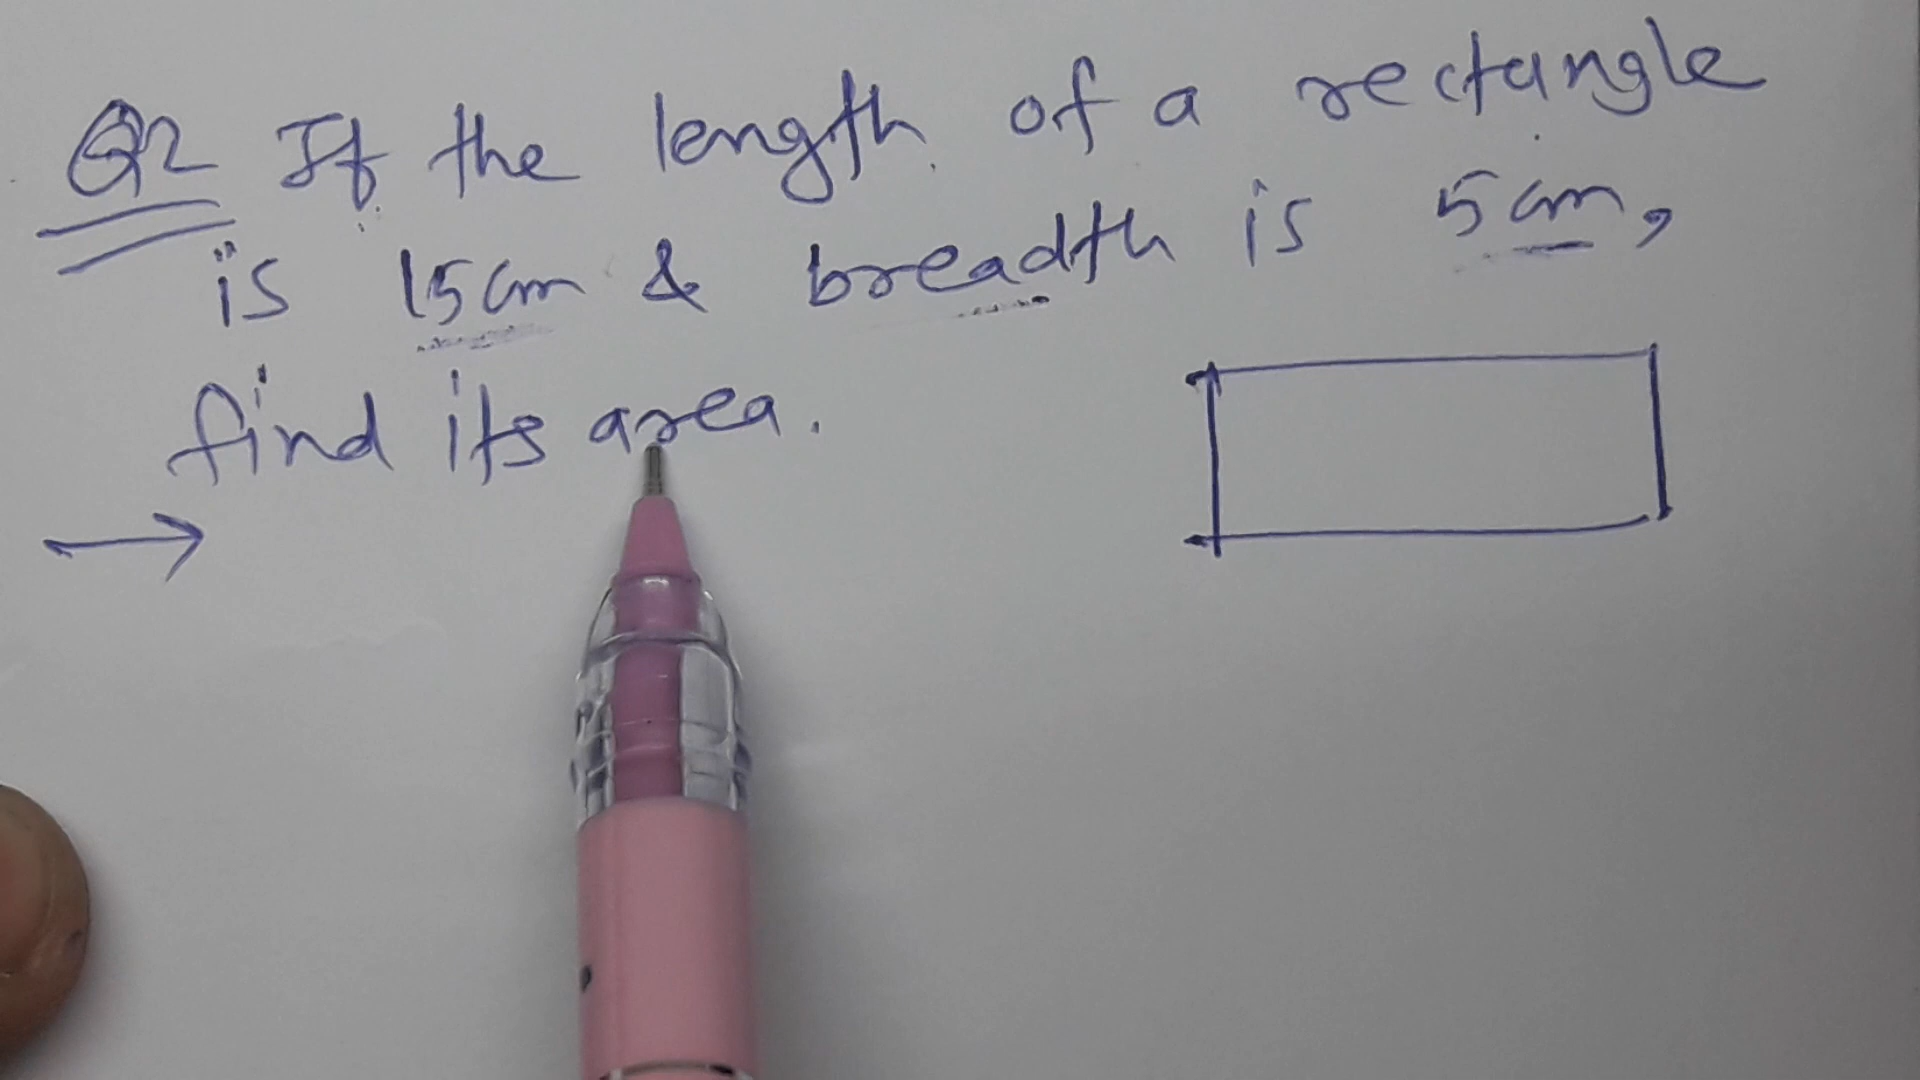 Q2 If the length of a rectangle
is 15cm & breadth is 5cm,
find its area.